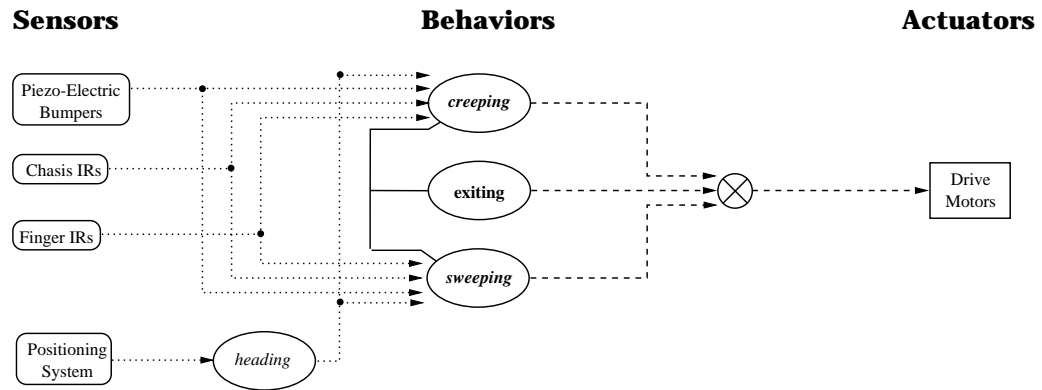 Sensors
Behaviors
Actuators
Piezo-Electric
Bumpers
creeping
Chasis IRs
exiting
Drive
Motors
Finger IRs
sweeping
Positioning
System
heading